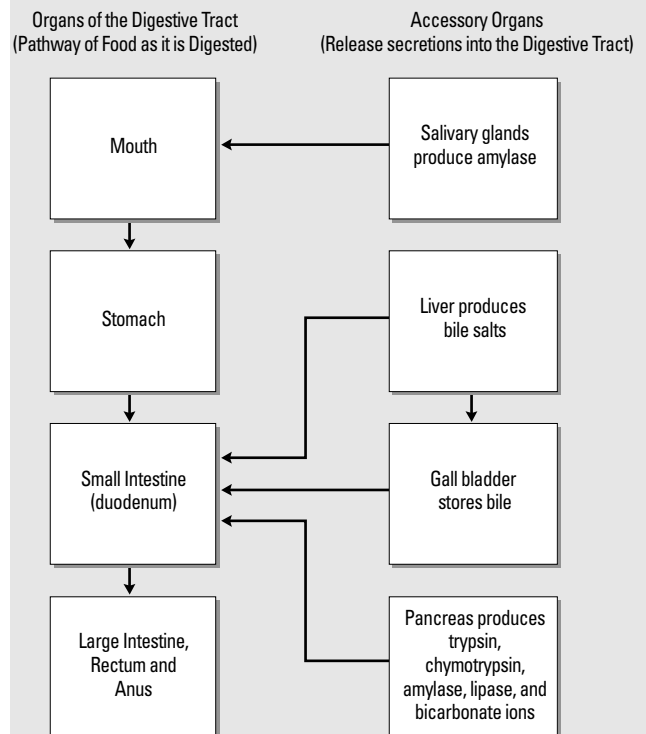 Organs of the Digestive Tract
(Pathway of Food as it is Digested)
Accessory Organs
(Release secretions into the Digestive Tract)
Mouth
Salivary glands
produce amylase
Stomach
Liver produces
bile salts
Small Intestine
(duodenum)
Gall bladder
stores bile
Large Intestine,
Rectum and
Anus
Pancreas produces
trypsin,
chymotrypsin,
amylase, lipase, and
bicarbonate ions